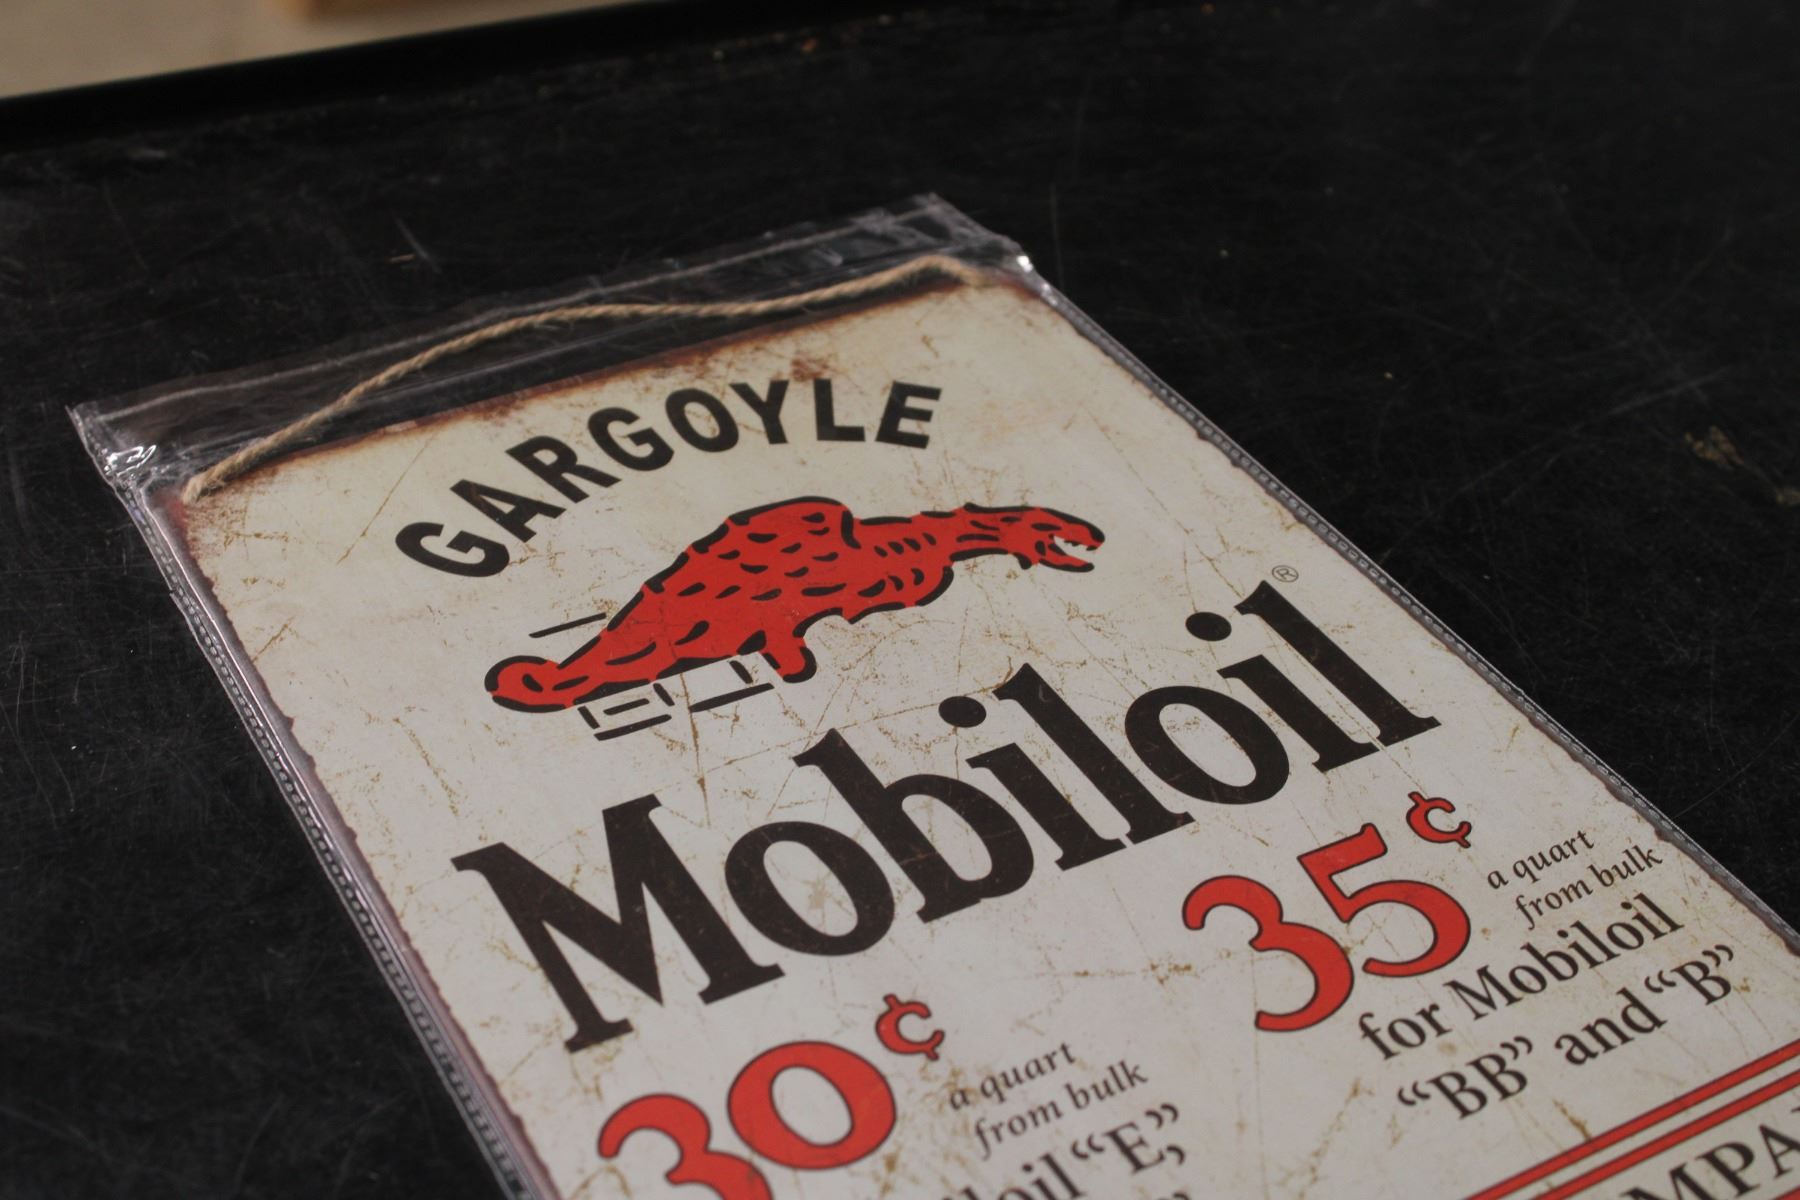 GARGOYLE
Mobiloil®
30¢ a quart
from bulk
"E,"
35¢ a quart
from bulk
for Mobiloil
"BB" and "B"